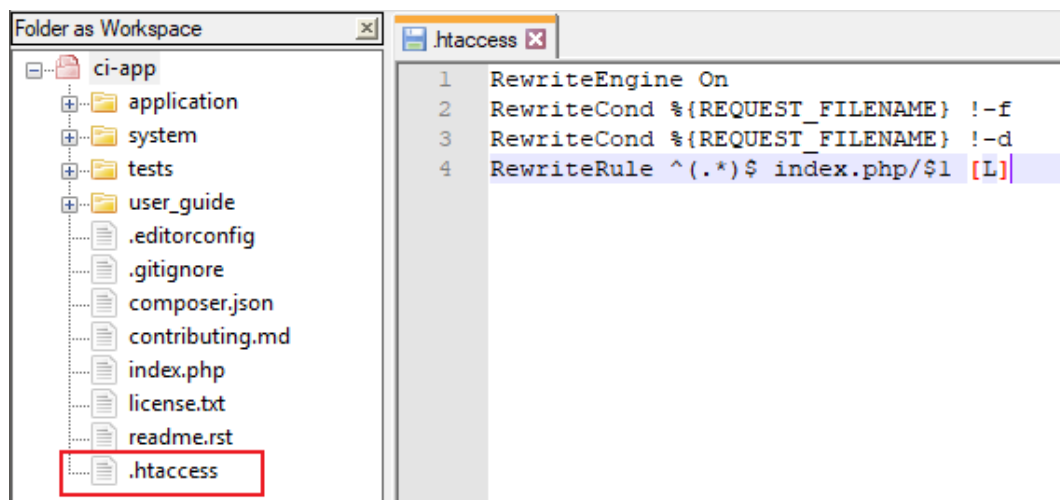 Folder as Workspace
ci-app
application
system
tests
user_guide
.editorconfig
.gitignore
composer.json
contributing.md
index.php
license.txt
readme.rst
.htaccess
.htaccess
1 RewriteEngine On
2 RewriteCond %{REQUEST_FILENAME} !-f
3 RewriteCond %{REQUEST_FILENAME} !-d
4 RewriteRule ^(.*)$ index.php/$1 [L]